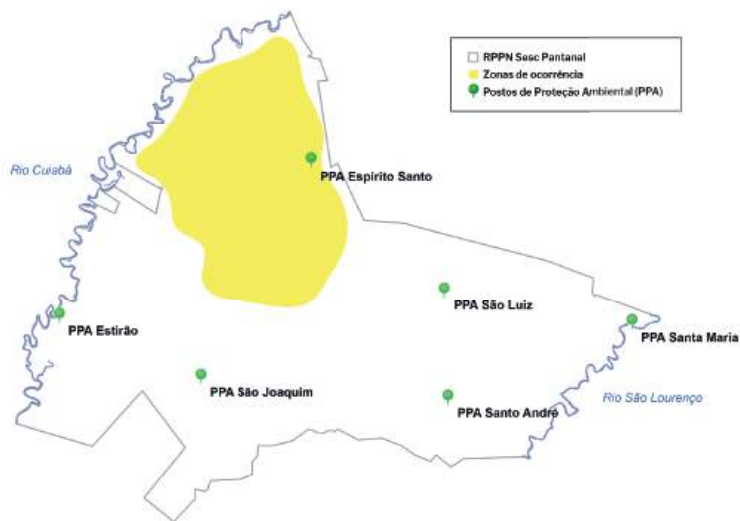 RPPN Sesc Pantanal
Zonas de ocorrência
Postos de Proteção Ambiental (PPA)
Rio Cuiabá
PPA Espírito Santo
PPA São Luiz
PPA Estirão
PPA Santa Maria
PPA São Joaquim
Rio São Lourenço
PPA Santo André